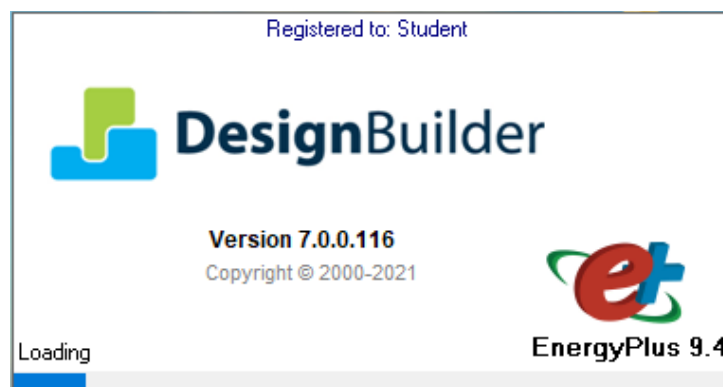 Registered to: Student
DesignBuilder
Version 7.0.0.116
Copyright © 2000-2021
e+
Loading
EnergyPlus 9.4